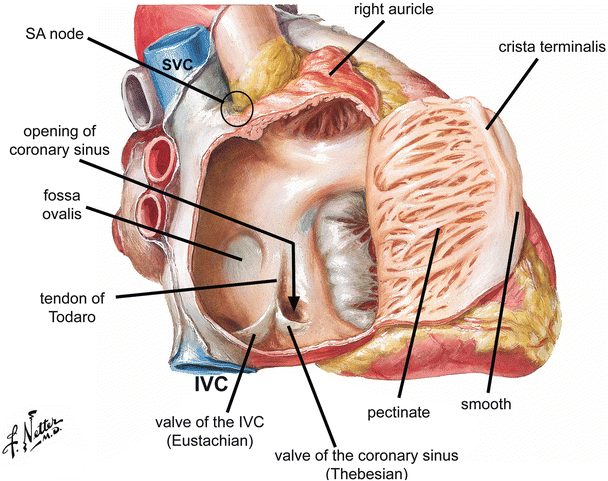 right auricle
SA node
crista terminalis
SVC
opening of
coronary sinus
fossa
ovalis
tendon of
Todaro
IVC
valve of the IVC
(Eustachian)
valve of the coronary sinus
(Thebesian)
pectinate
smooth
F. Netter
M.D.